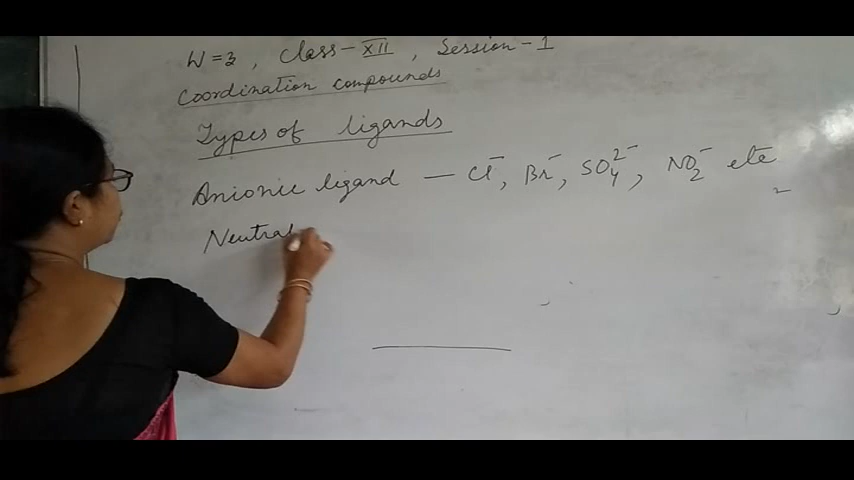 W=3, Class-XII, Session-1
Coordination compounds
Types of ligands
Anionic ligand — Cl⁻, Br⁻, SO₄²⁻, NO₂⁻ etc
Neutral